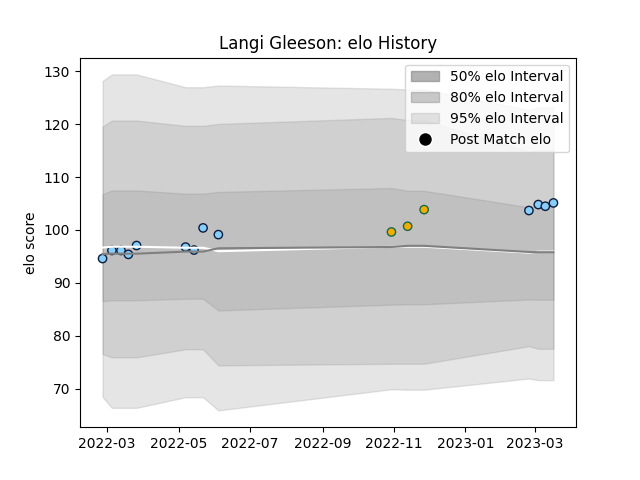 Langi Gleeson: elo History
50% elo Interval
80% elo Interval
95% elo Interval
Post Match elo
elo score
130
120
110
100
90
80
70
2022-03 2022-05 2022-07 2022-09 2022-11 2023-01 2023-03